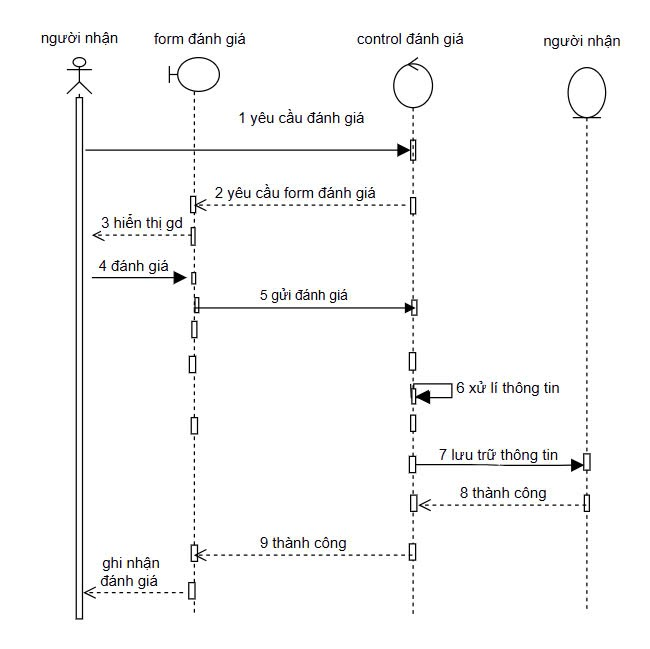 người nhận form đánh giá control đánh giá người nhận
1 yêu cầu đánh giá
2 yêu cầu form đánh giá
3 hiển thị gd
4 đánh giá
5 gửi đánh giá
6 xử lí thông tin
7 lưu trữ thông tin
8 thành công
9 thành công
ghi nhận
đánh giá